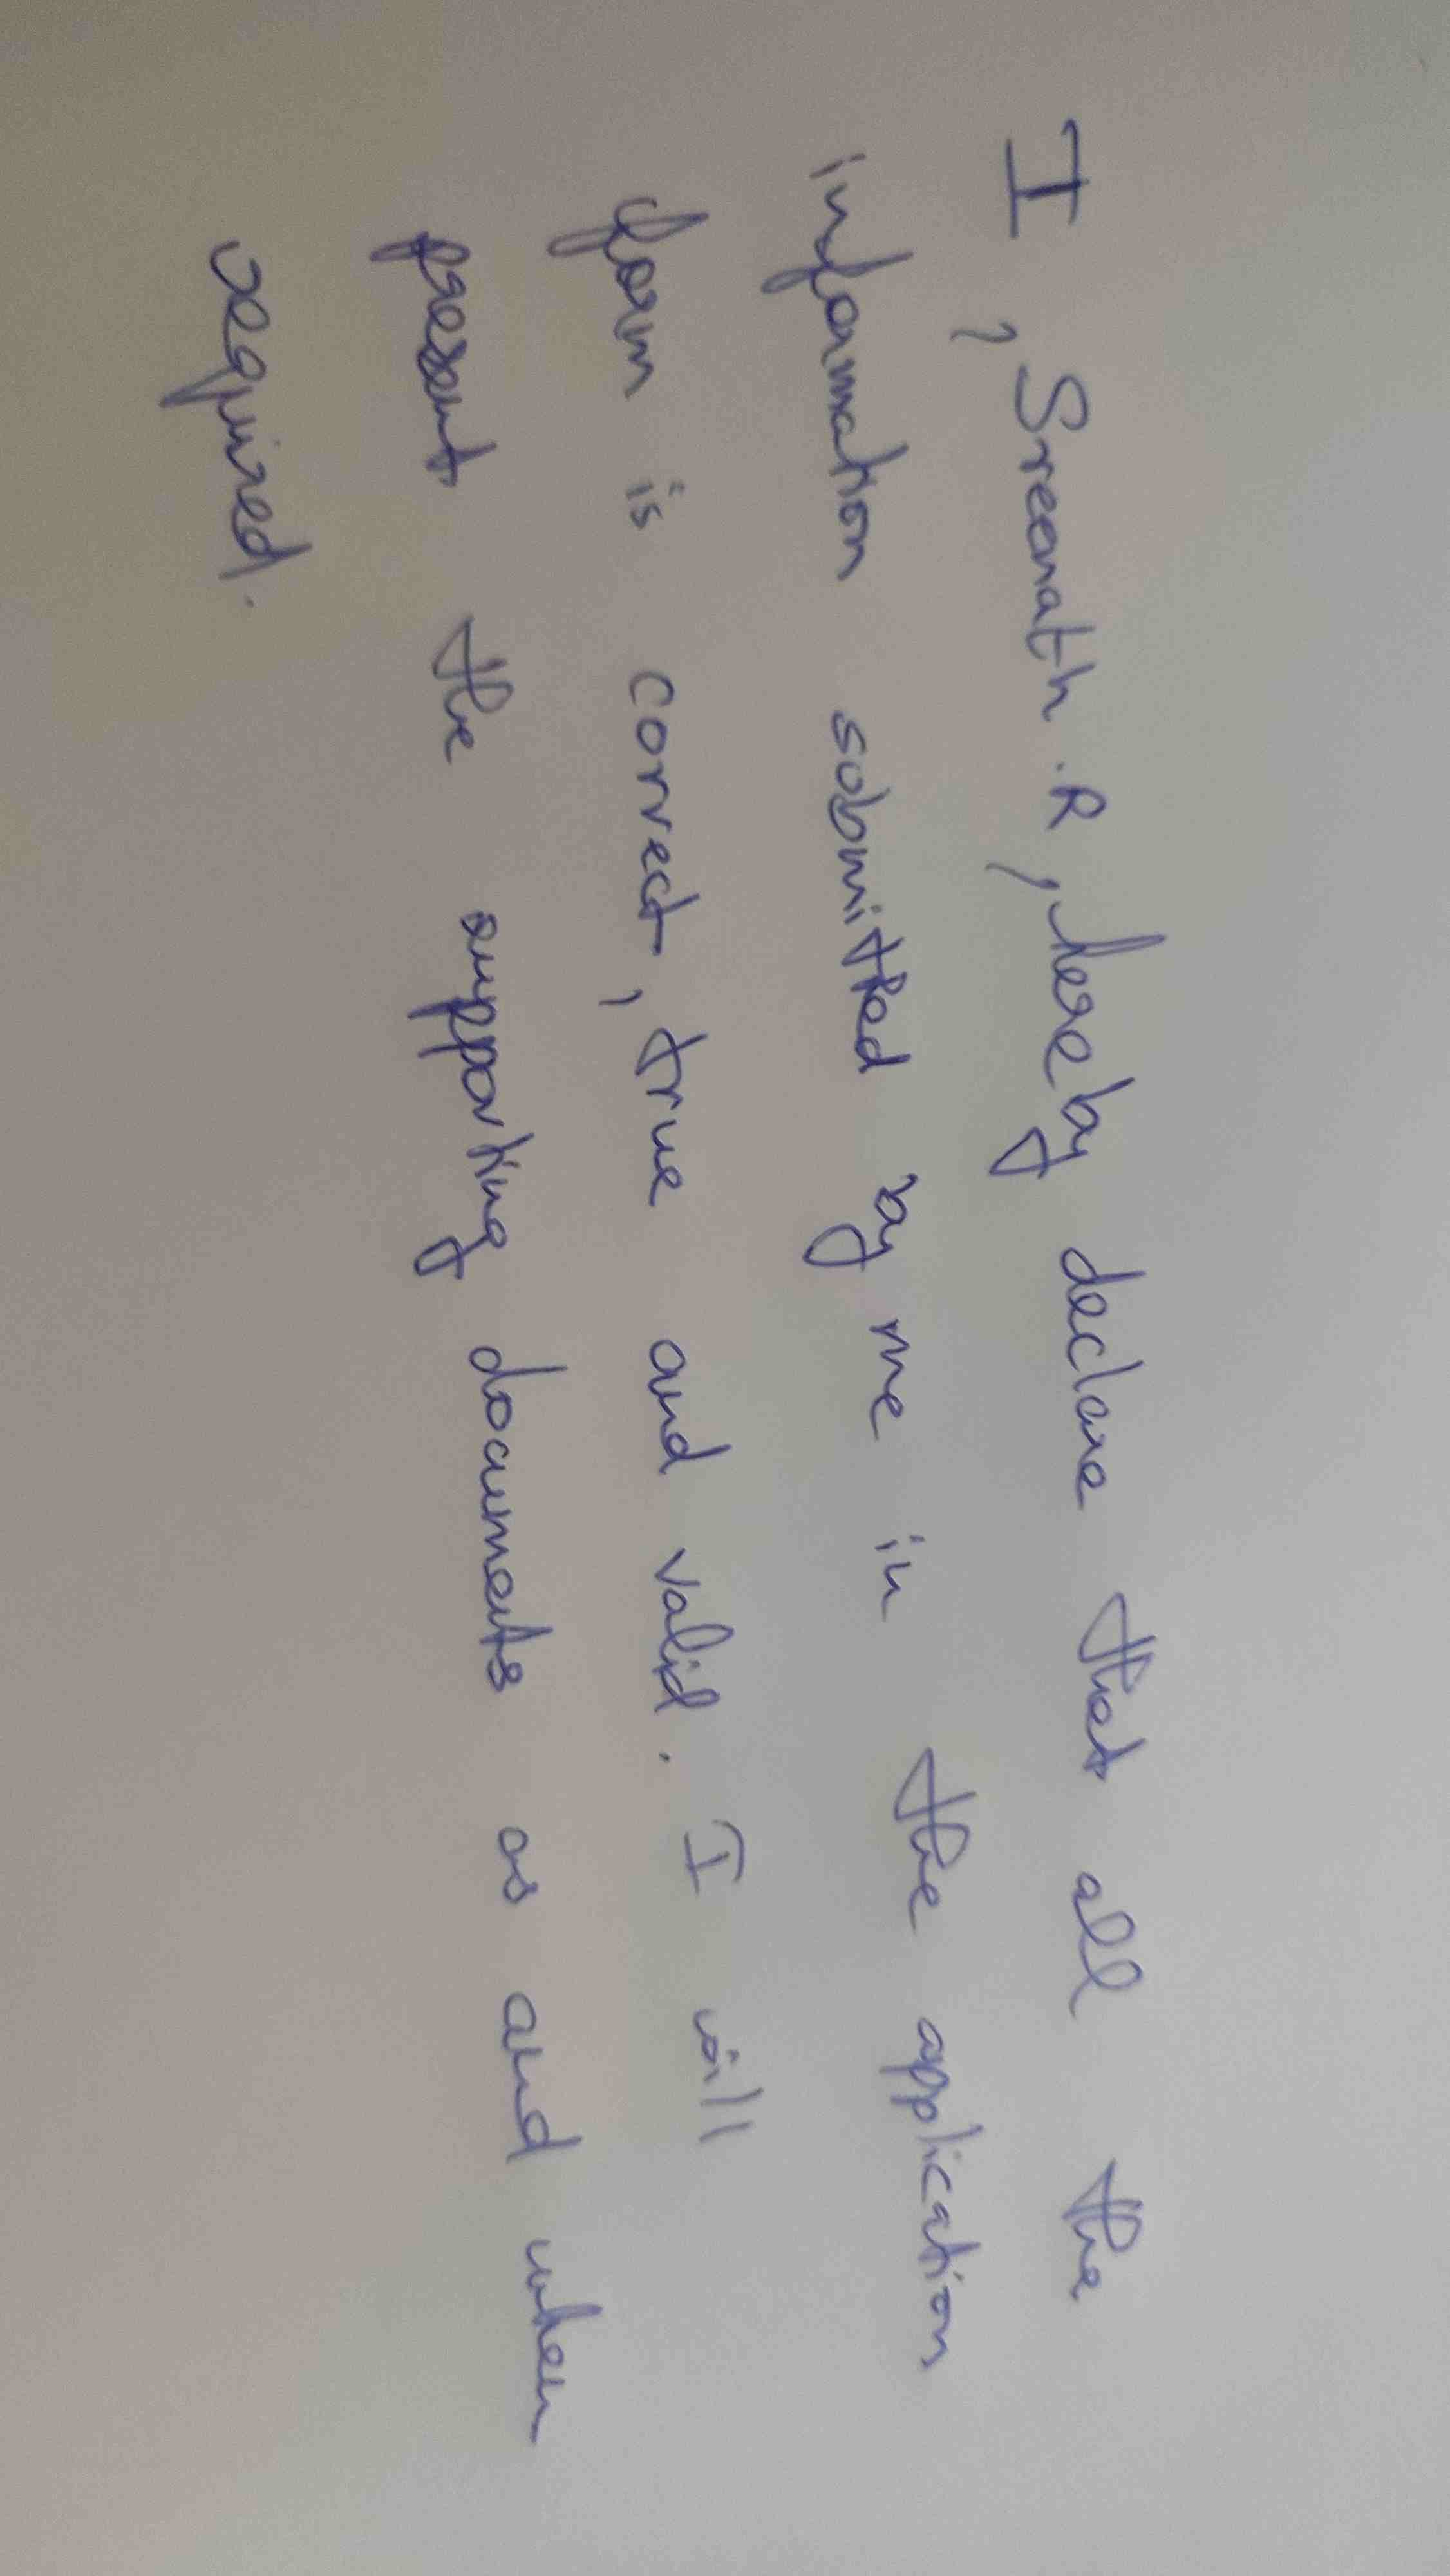 I, Sreenath.R, hereby declare that all the
information submitted by me in the application
form is correct, true and valid. I will
present the supporting documents as and when
required.